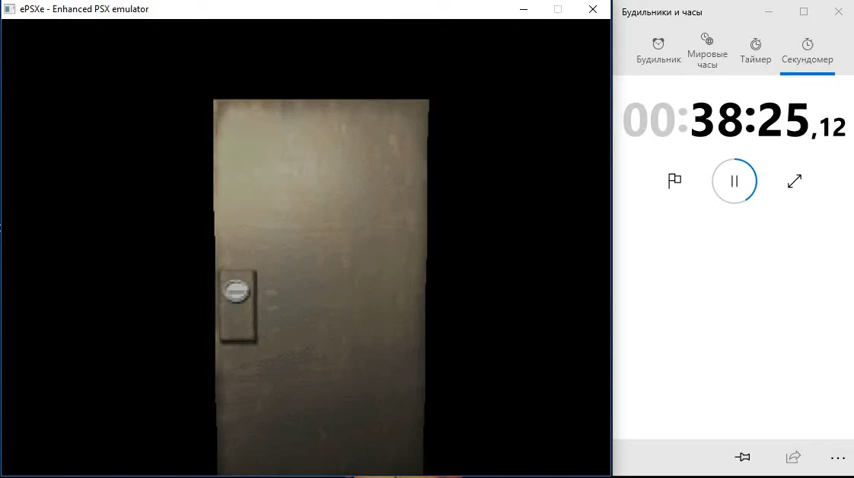 ePSXe - Enhanced PSX emulator
Будильники и часы
Будильник
Мировые
часы
Таймер
Секундомер
00:38:25,12